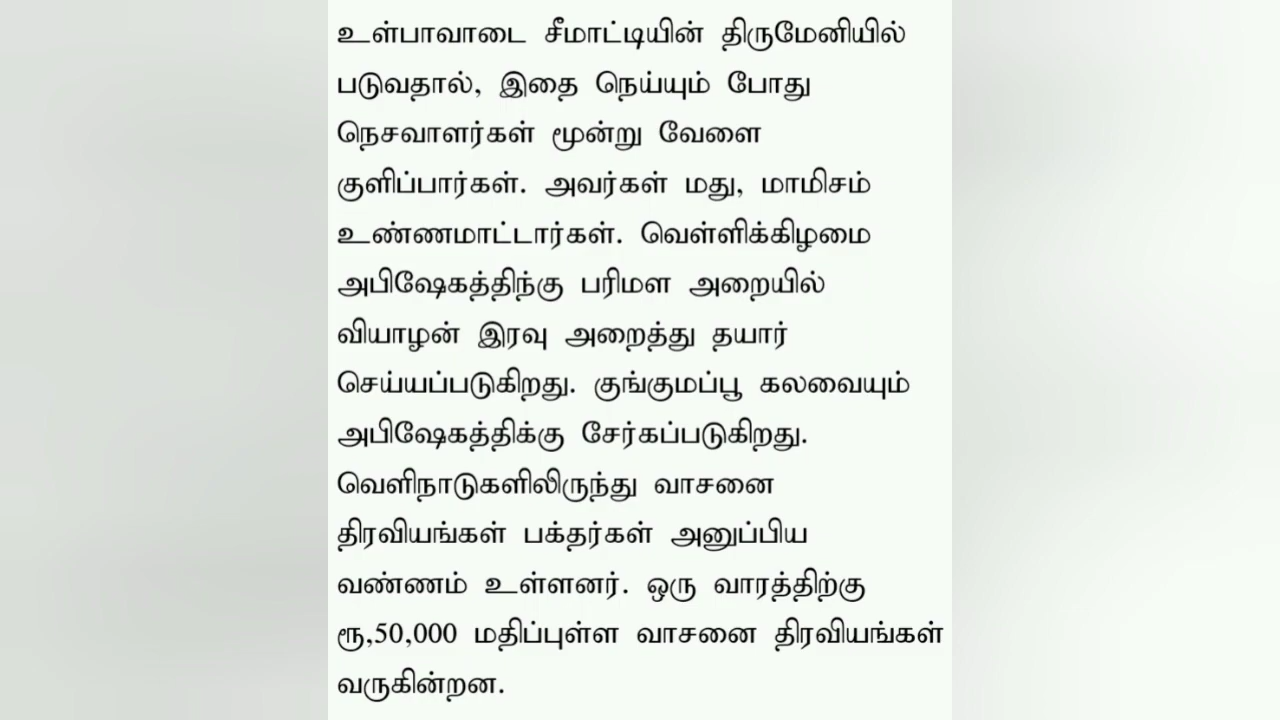 உள்பாவாடை சீமாட்டியின் திருமேனியில்
படுவதால், இதை நெய்யும் போது
நெசவாளர்கள் மூன்று வேளை
குளிப்பார்கள். அவர்கள் மது, மாமிசம்
உண்ணமாட்டார்கள். வெள்ளிக்கிழமை
அபிஷேகத்திந்கு பரிமள அறையில்
வியாழன் இரவு அறைத்து தயார்
செய்யப்படுகிறது. குங்குமப்பூ கலவையும்
அபிஷேகத்திக்கு சேர்கப்படுகிறது.
வெளிநாடுகளிலிருந்து வாசனை
திரவியங்கள் பக்தர்கள் அனுப்பிய
வண்ணம் உள்ளனர். ஒரு வாரத்திற்கு
ரூ,50,000 மதிப்புள்ள வாசனை திரவியங்கள்
வருகின்றன.